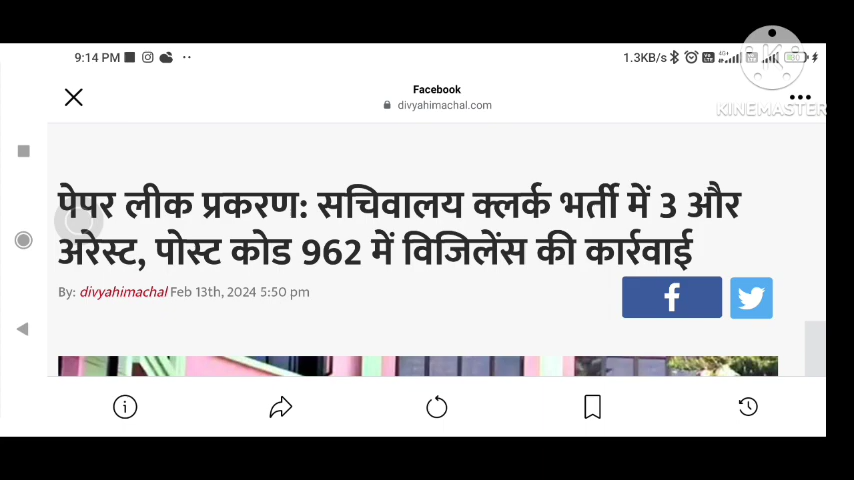 9:14 PM
1.3KB/s
KINEMASTER
Facebook
divyahimachal.com
पेपर लीक प्रकरण: सचिवालय क्लर्क भर्ती में 3 और
अरेस्ट, पोस्ट कोड 962 में विजिलेंस की कार्रवाई
By: divyahimachal Feb 13th, 2024 5:50 pm